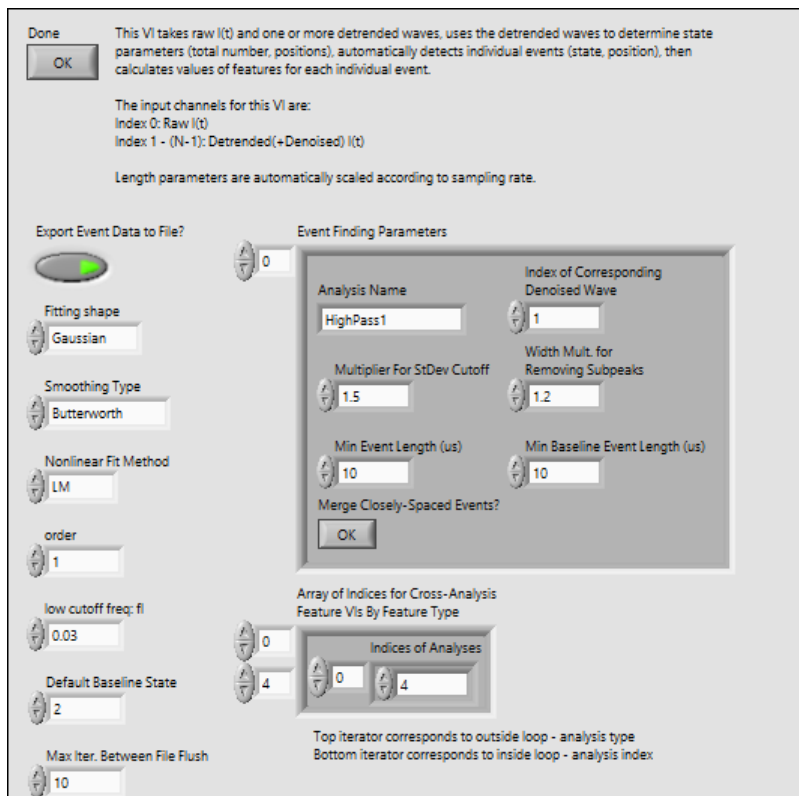 Done
OK
This VI takes raw I(t) and one or more detrended waves, uses the detrended waves to determine state
parameters (total number, positions), automatically detects individual events (state, position), then
calculates values of features for each individual event.
The input channels for this VI are:
Index 0: Raw I(t)
Index 1 - (N-1): Detrended(+Denoised) I(t)
Length parameters are automatically scaled according to sampling rate.
Export Event Data to File?
Fitting shape
Gaussian
Smoothing Type
Butterworth
Nonlinear Fit Method
LM
order
1
low cutoff freq: fl
0.03
Default Baseline State
2
Max Iter. Between File Flush
10
0
Event Finding Parameters
Analysis Name
HighPass1
Index of Corresponding
Denoised Wave
1
Multiplier For StDev Cutoff
1.5
Width Mult. for
Removing Subpeaks
1.2
Min Event Length (us)
10
Min Baseline Event Length (us)
10
Merge Closely-Spaced Events?
OK
Array of Indices for Cross-Analysis
Feature VIs By Feature Type
0
4
Indices of Analyses
0
4
Top iterator corresponds to outside loop - analysis type
Bottom iterator corresponds to inside loop - analysis index